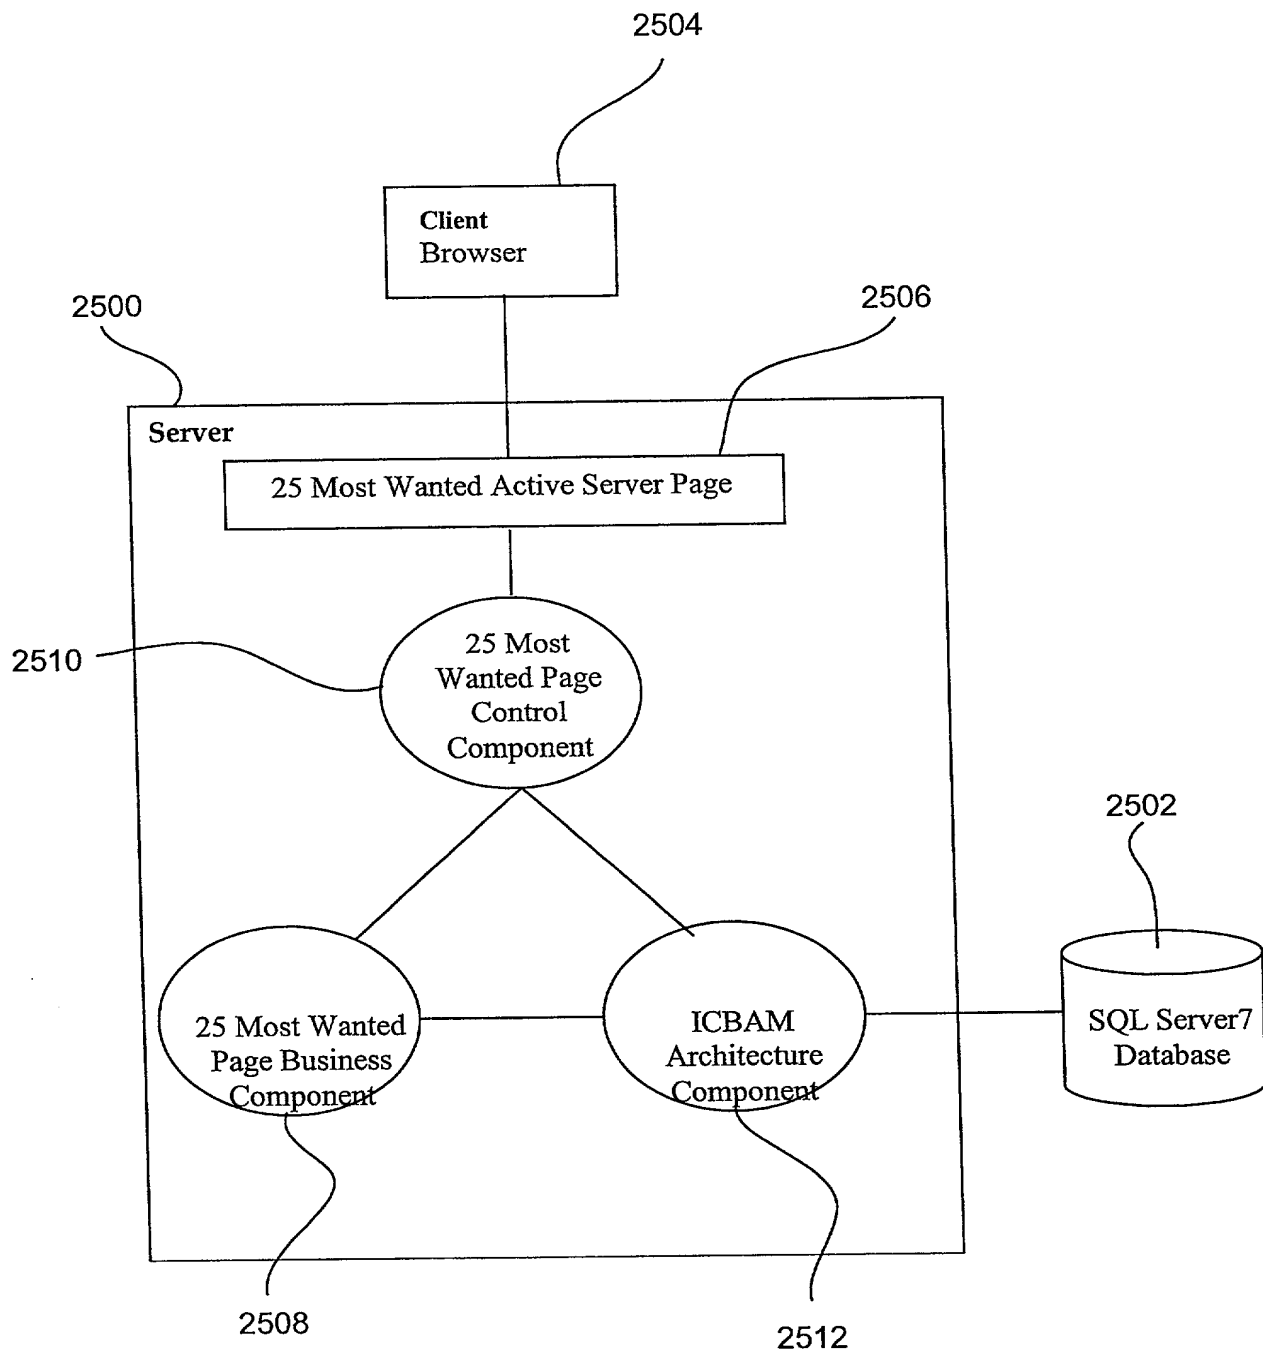 2504
Client
Browser
2500
2506
Server
25 Most Wanted Active Server Page
25 Most
Wanted Page
Control
Component
2510
2502
25 Most Wanted
Page Business
Component
ICBAM
Architecture
Component
SQL Server7
Database
2508
2512